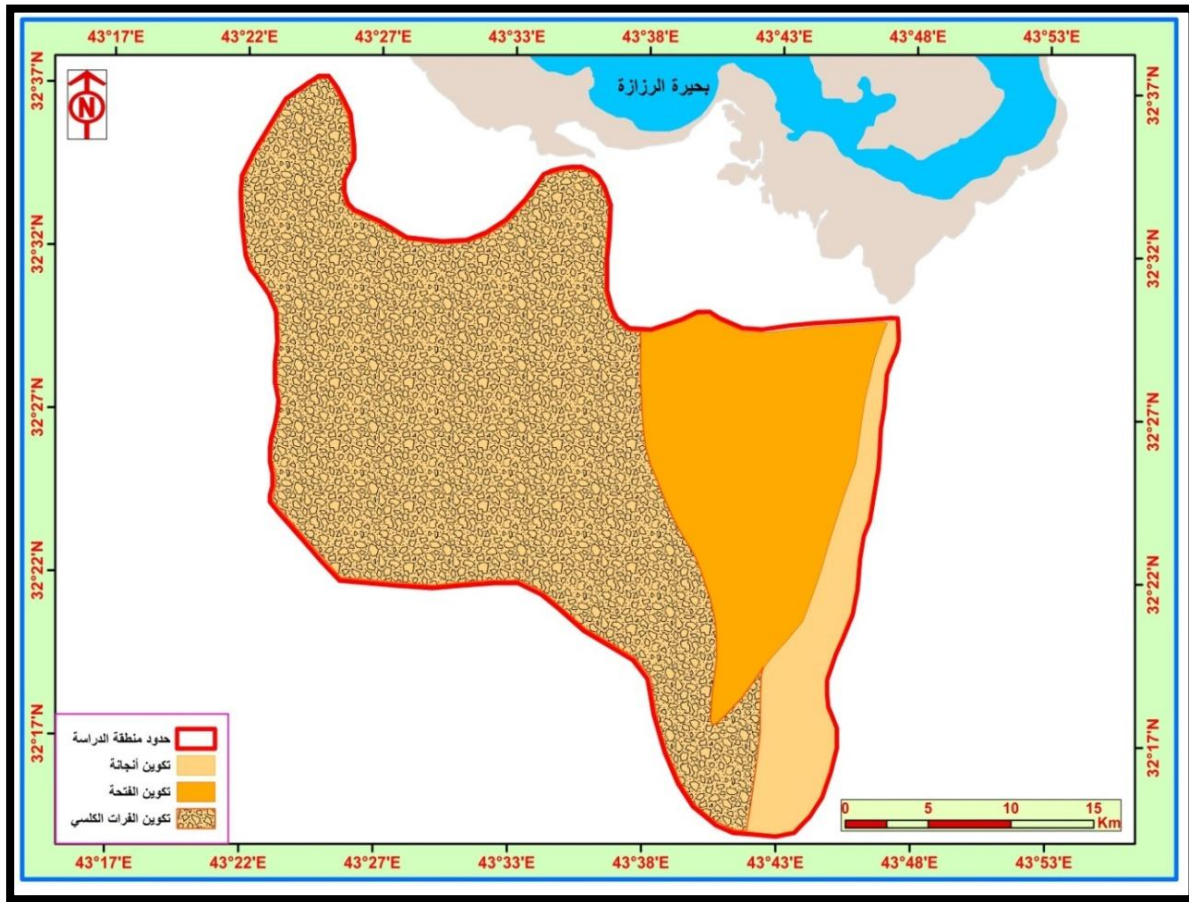 43°17'E 43°22'E 43°27'E 43°33'E 43°38'E 43°43'E 43°48'E 43°53'E
32°37'N
32°37'N
N
بحيرة الرزازة
32°32'N
32°32'N
32°27'N
32°27'N
32°22'N
32°22'N
32°17'N
32°17'N
حدود منطقة الدراسة
تكوين أنجانة
تكوين الفتحة
تكوين الفرات الكلسي
0 5 10 15
Km
43°17'E 43°22'E 43°27'E 43°33'E 43°38'E 43°43'E 43°48'E 43°53'E